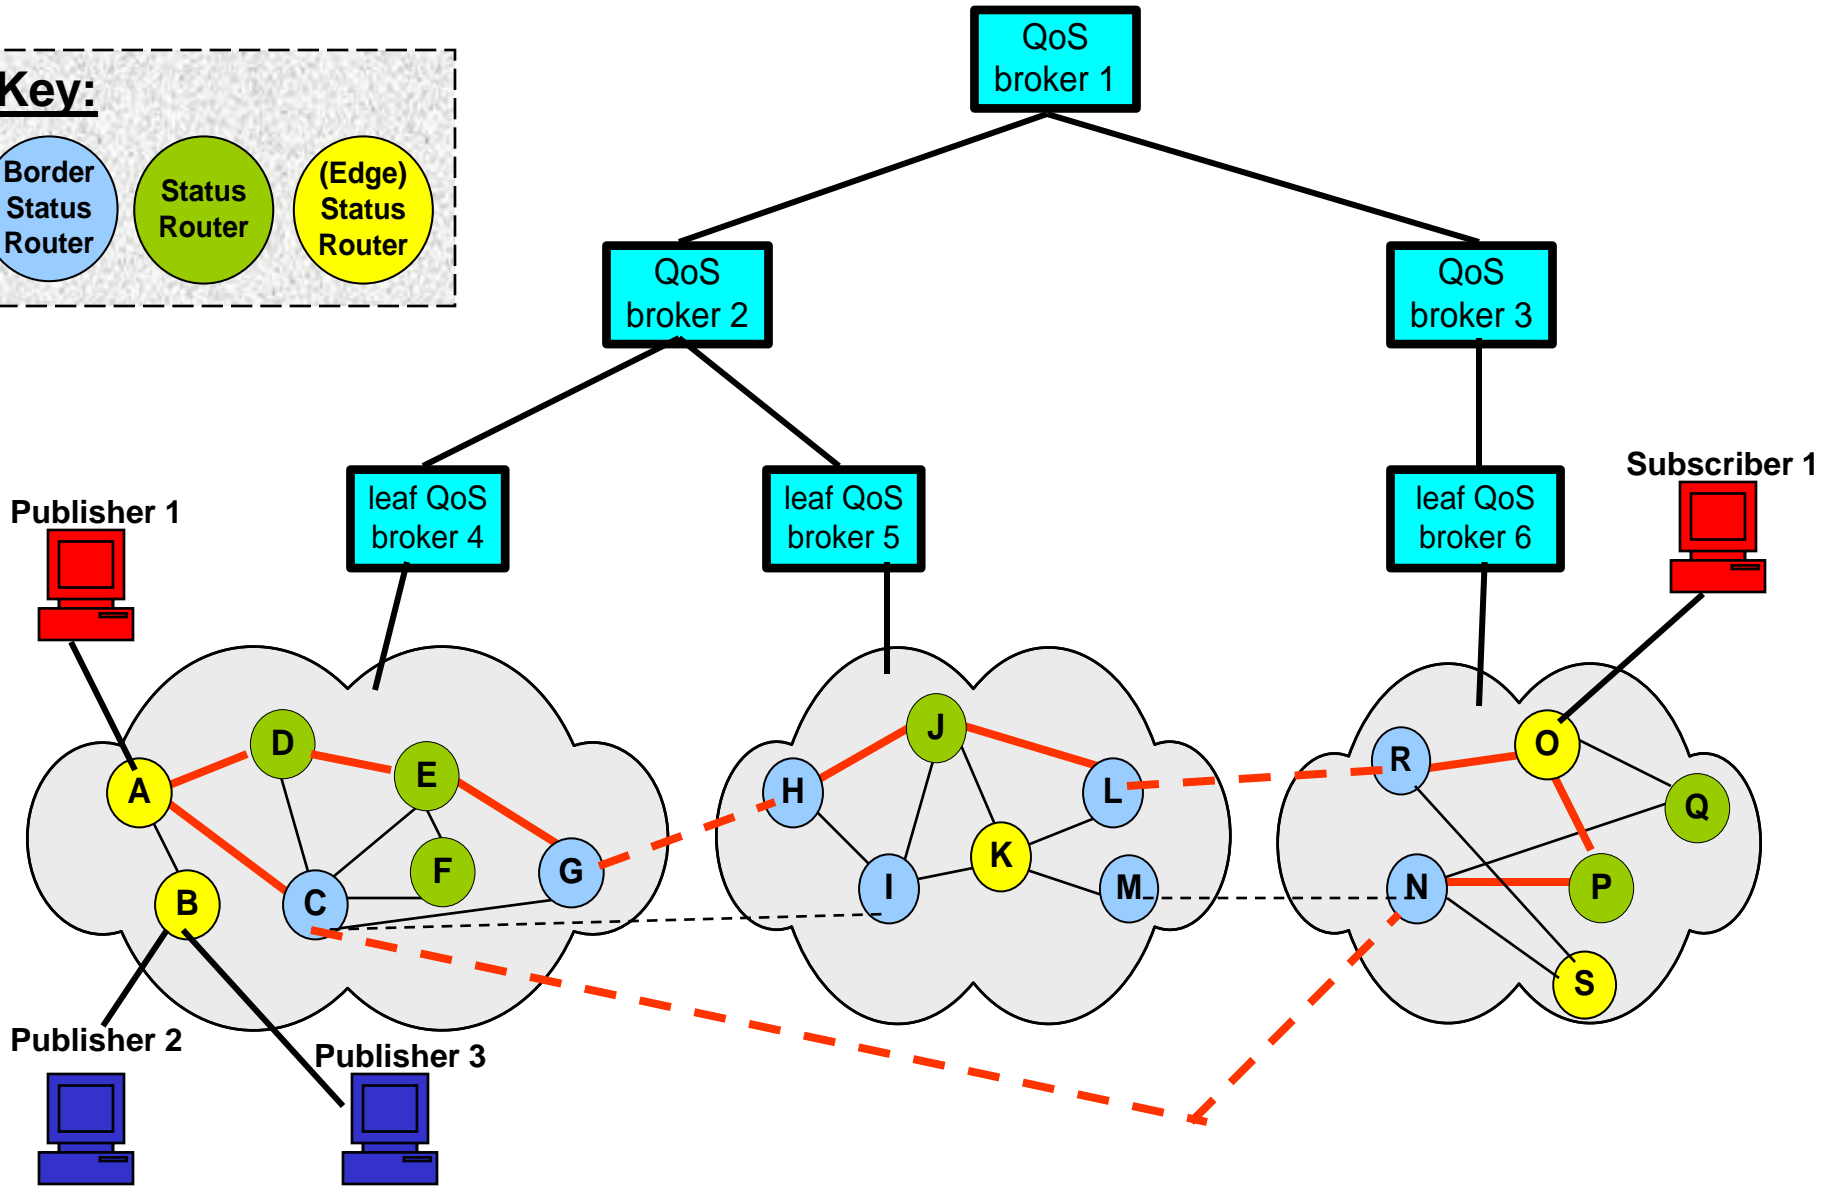 QoS
broker 1
Key:
Border
Status
Router
Status
Router
(Edge)
Status
Router
QoS
broker 2
QoS
broker 3
leaf QoS
broker 4
leaf QoS
broker 5
leaf QoS
broker 6
Subscriber 1
Publisher 1
A
B
C
D
E
F
G
H
I
J
K
L
M
R
O
Q
N
P
S
Publisher 2
Publisher 3